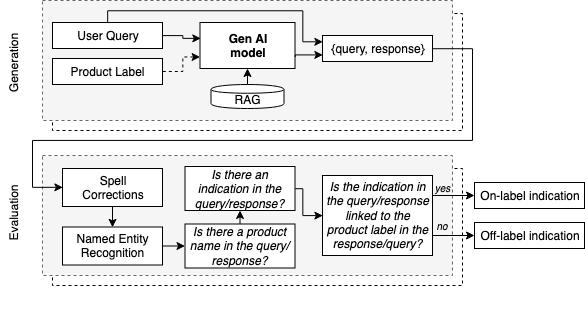 Generation
User Query
Product Label
Gen AI
model
RAG
{query, response}
Evaluation
Spell
Corrections
Named Entity
Recognition
Is there an
indication in the
query/response?
Is there a product
name in the query/
response?
Is the indication in
the query/response
linked to the
product label in the
response/query?
yes
no
On-label indication
Off-label indication